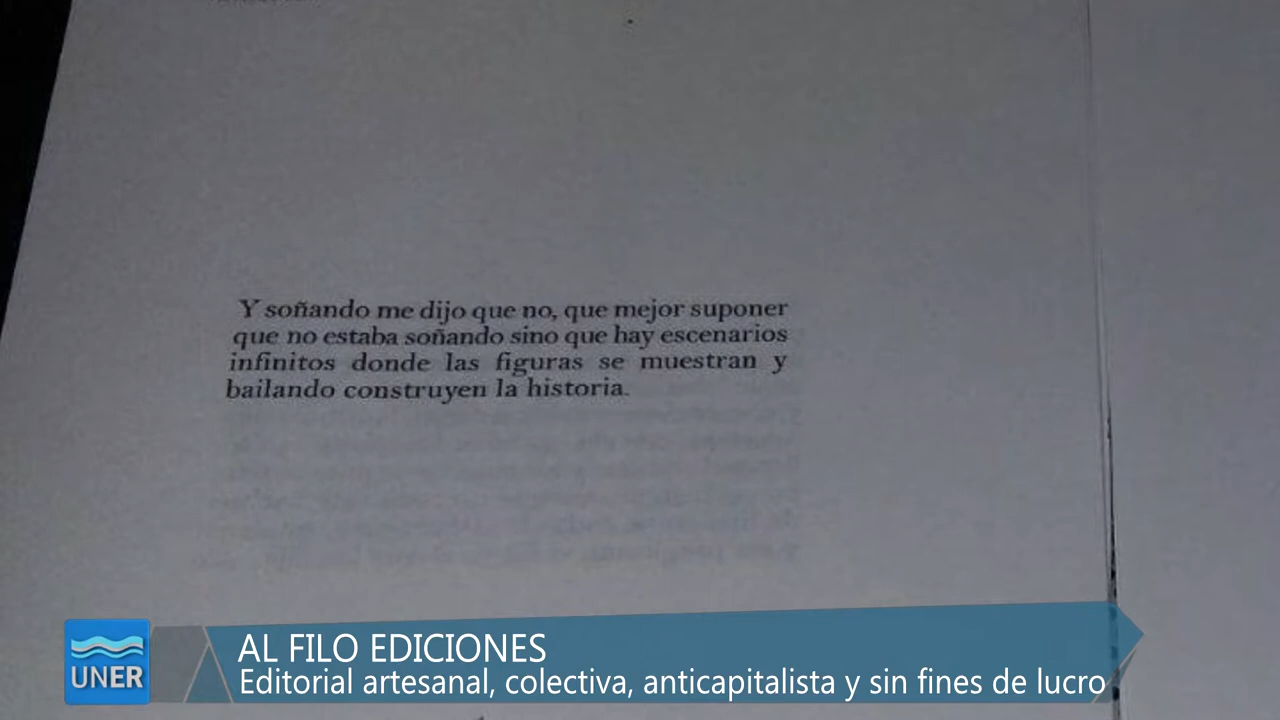 Y soñando me dijo que no, que mejor suponer
que no estaba soñando sino que hay escenarios
infinitos donde las figuras se muestran y
bailando construyen la historia.
UNER
AL FILO EDICIONES
Editorial artesanal, colectiva, anticapitalista y sin fines de lucro